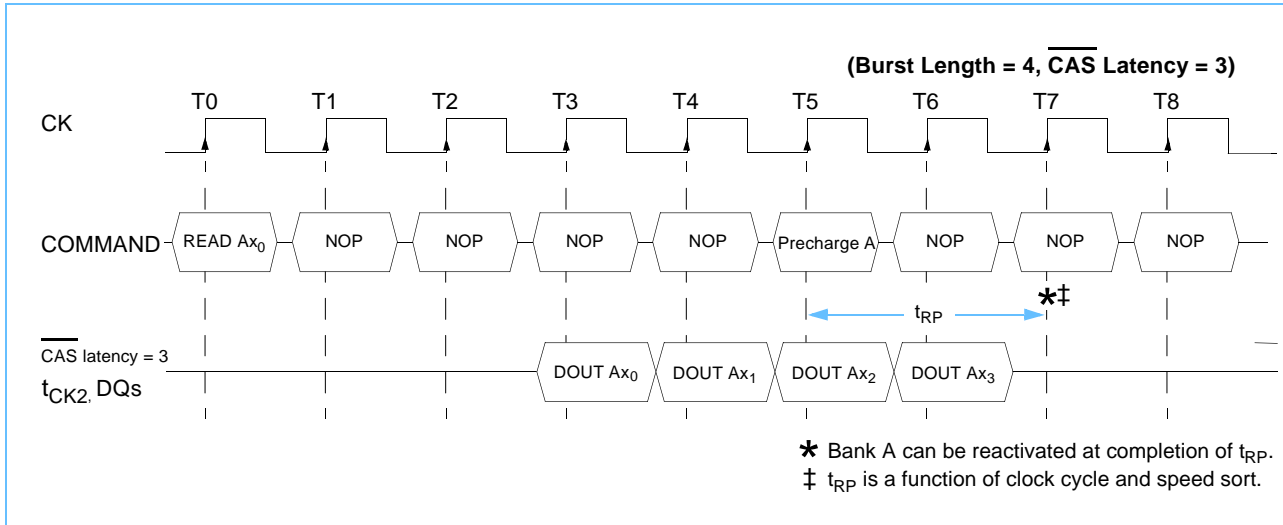 (Burst Length = 4, CAS Latency = 3)
T0 T1 T2 T3 T4 T5 T6 T7 T8
CK
COMMAND READ Ax0 NOP NOP NOP NOP Precharge A NOP NOP NOP
*‡
tRP
CAS latency = 3
tCK2, DQs DOUT Ax0 DOUT Ax1 DOUT Ax2 DOUT Ax3
* Bank A can be reactivated at completion of tRP.
‡ tRP is a function of clock cycle and speed sort.